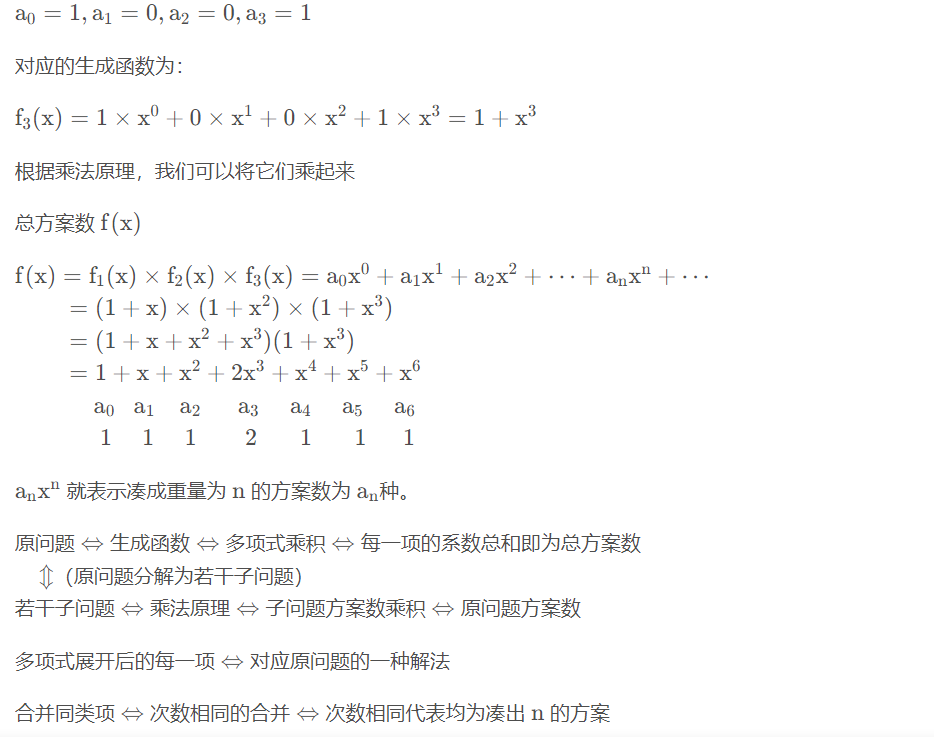 a₀ = 1, a₁ = 0, a₂ = 0, a₃ = 1
对应的生成函数为：
f₃(x) = 1 × x⁰ + 0 × x¹ + 0 × x² + 1 × x³ = 1 + x³
根据乘法原理，我们可以将它们乘起来
总方案数 f(x)
f(x) = f₁(x) × f₂(x) × f₃(x) = a₀x⁰ + a₁x¹ + a₂x² + ⋯ + aₙxⁿ + ⋯
= (1 + x) × (1 + x²) × (1 + x³)
= (1 + x + x² + x³)(1 + x³)
= 1 + x + x² + 2x³ + x⁴ + x⁵ + x⁶
a₀ a₁ a₂ a₃ a₄ a₅ a₆
1 1 1 2 1 1 1
aₙxⁿ 就表示凑成重量为 n 的方案数为 aₙ种。
原问题 ⇔ 生成函数 ⇔ 多项式乘积 ⇔ 每一项的系数总和即为总方案数
⇕（原问题分解为若干子问题）
若干子问题 ⇔ 乘法原理 ⇔ 子问题方案数乘积 ⇔ 原问题方案数
多项式展开后的每一项 ⇔ 对应原问题的一种解法
合并同类项 ⇔ 次数相同的合并 ⇔ 次数相同代表均为凑出 n 的方案